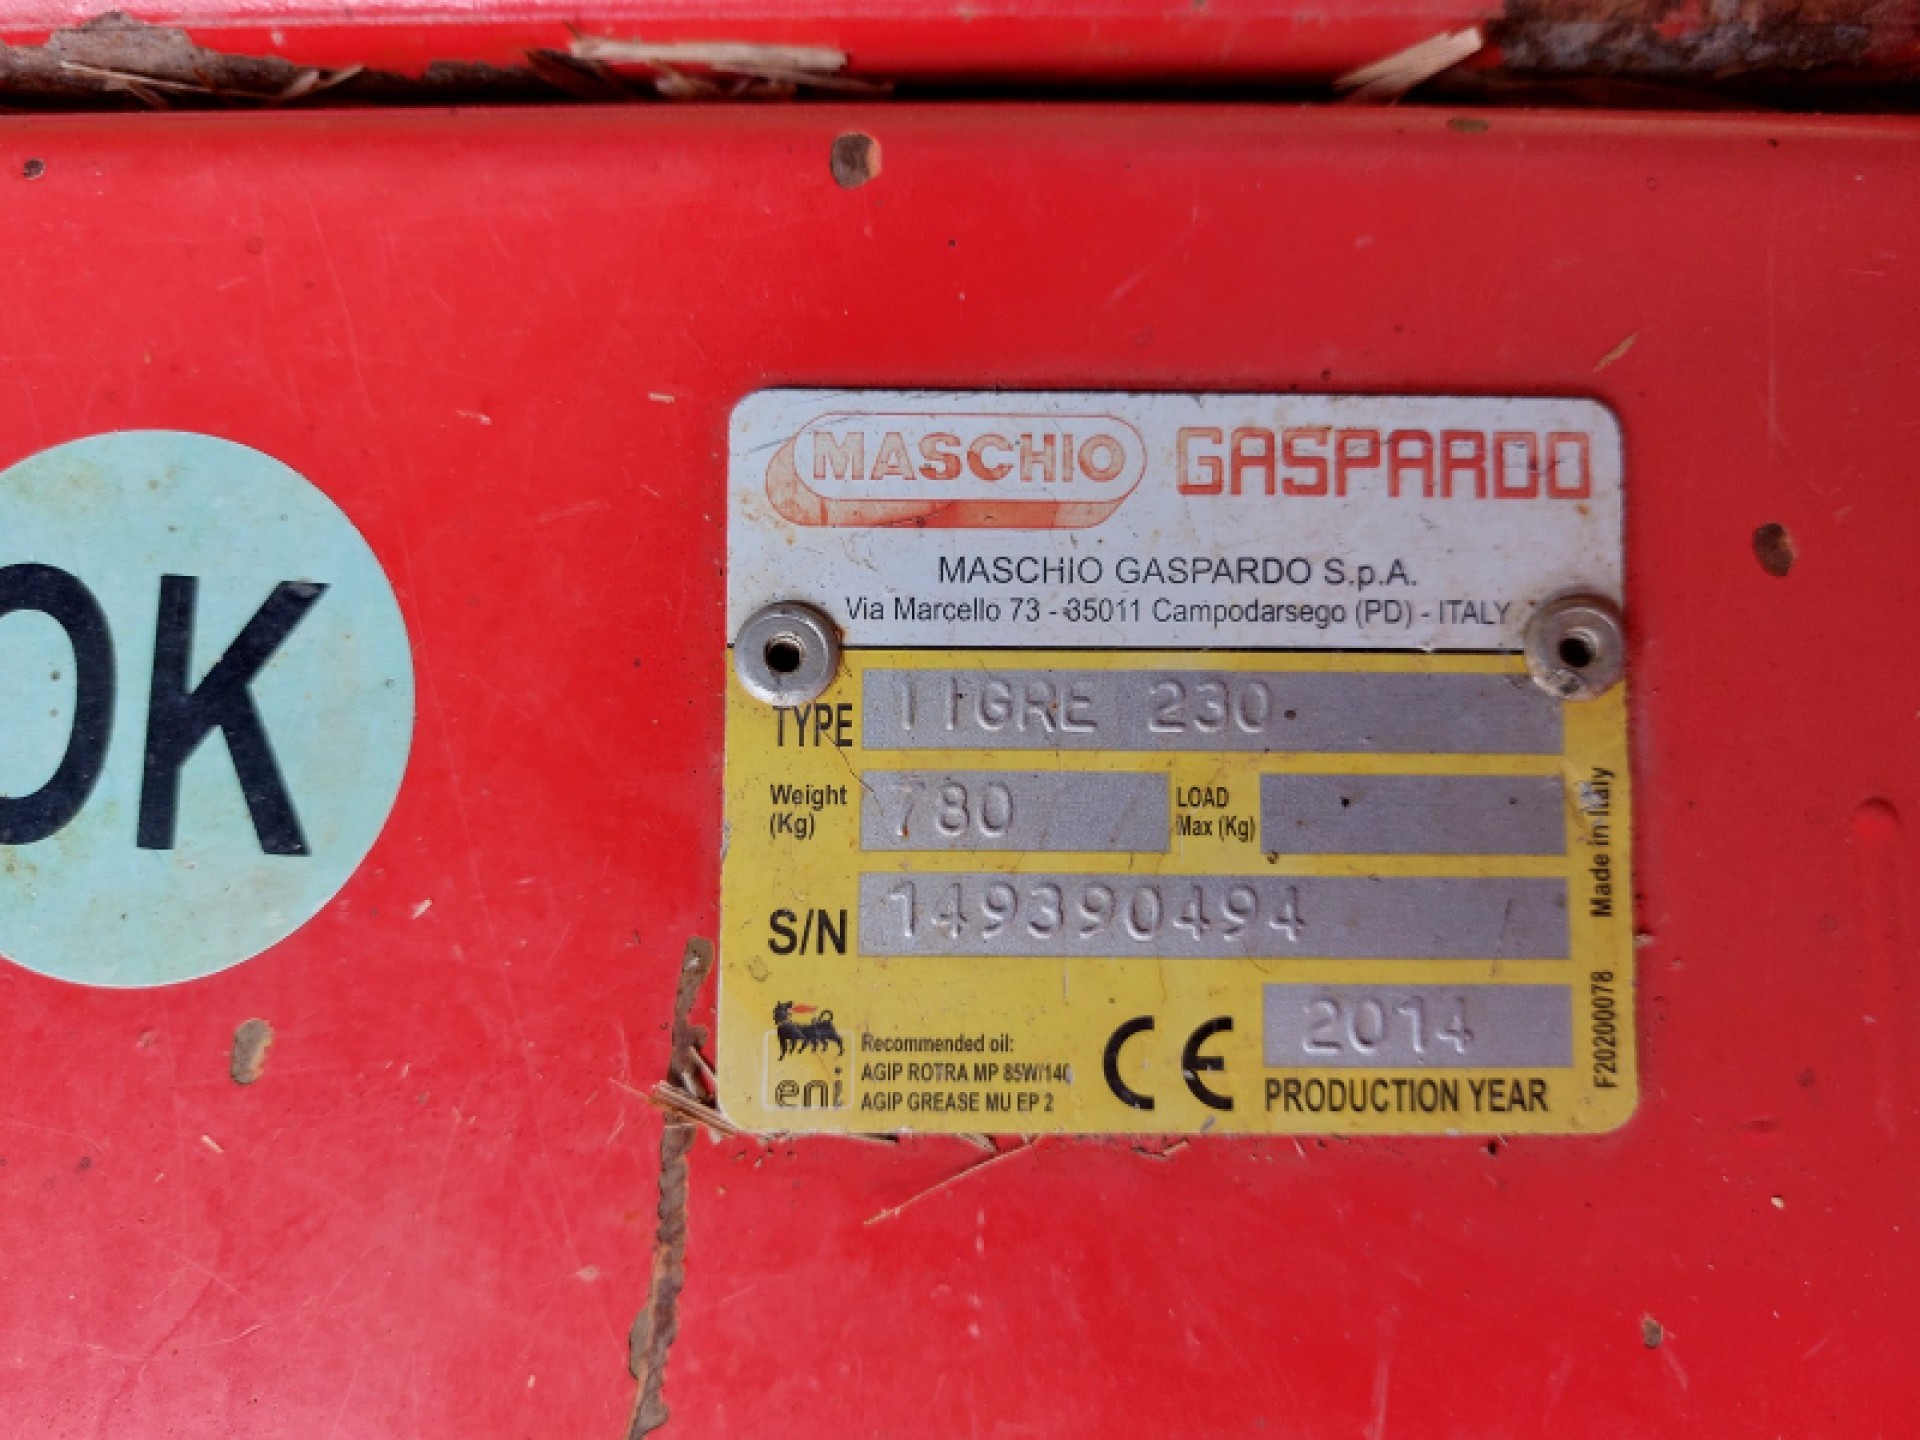 OK
MASCHIO GASPARDO
MASCHIO GASPARDO S.p.A.
Via Marcello 73 - 35011 Campodarsego (PD) - ITALY
TYPE TIGRE 230
Weight (Kg) 780 LOAD Max (Kg)
S/N 149390494
eni
Recommended oil:
AGIP ROTRA MP 85W/140
AGIP GREASE MU EP 2
CE
2014
PRODUCTION YEAR
Made in Italy
F20200078